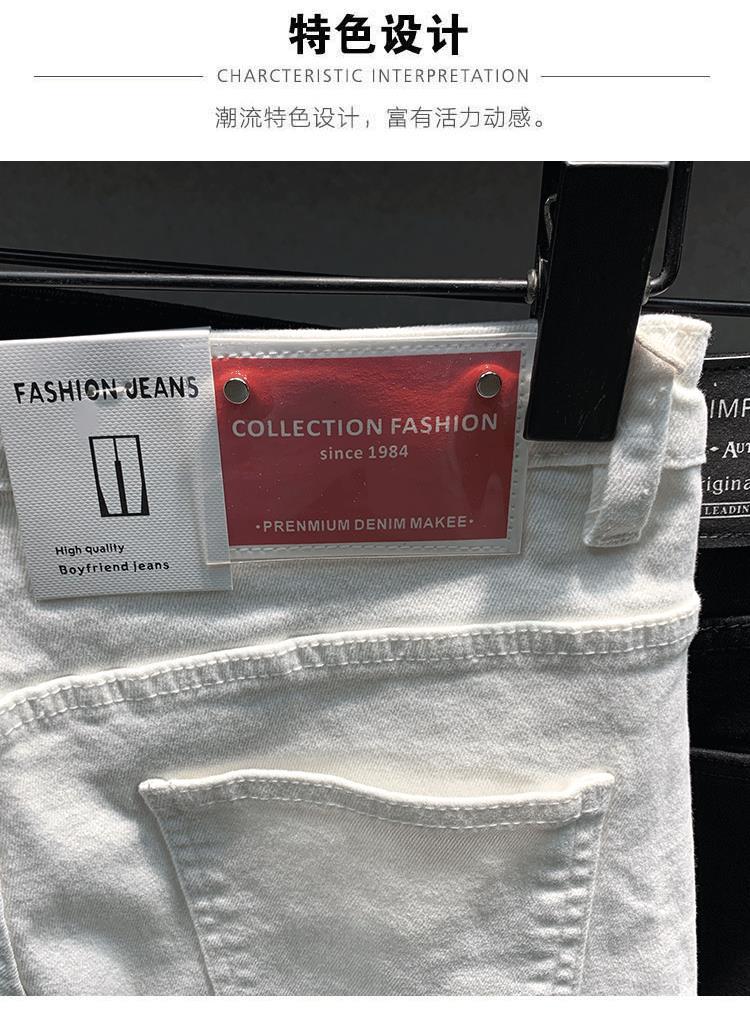 特色设计
CHARCTERISTIC INTERPRETATION
潮流特色设计，富有活力动感。
FASHION JEANS
High quality
Boyfriend jeans
COLLECTION FASHION
since 1984
·PRENMIUM DENIM MAKEE·